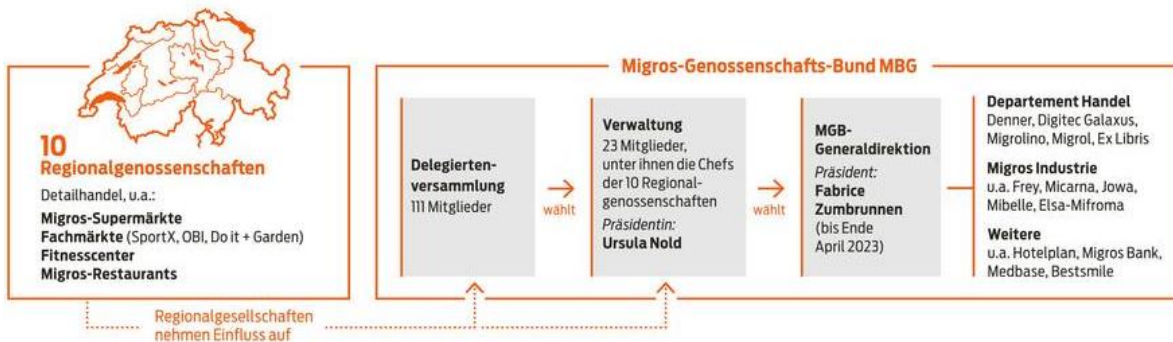 10
Regionalgenossenschaften
Detailhandel, u.a.:
Migros-Supermärkte
Fachmärkte (SportX, OBI, Do it + Garden)
Fitnesscenter
Migros-Restaurants
Regionalgesellschaften
nehmen Einfluss auf
Migros-Genossenschafts-Bund MBG
Delegierten-
versammlung
111 Mitglieder
wählt
Verwaltung
23 Mitglieder,
unter ihnen die Chefs
der 10 Regional-
genossenschaften
Präsidentin:
Ursula Nold
wählt
MGB-
Generaldirektion
Präsident:
Fabrice
Zumbrunnen
(bis Ende
April 2023)
Departement Handel
Denner, Digitec Galaxus,
Migrolino, Migrol, Ex Libris
Migros Industrie
u.a. Frey, Micarna, Jowa,
Mibelle, Elsa-Mifroma
Weitere
u.a. Hotelplan, Migros Bank,
Medbase, Bestsmile